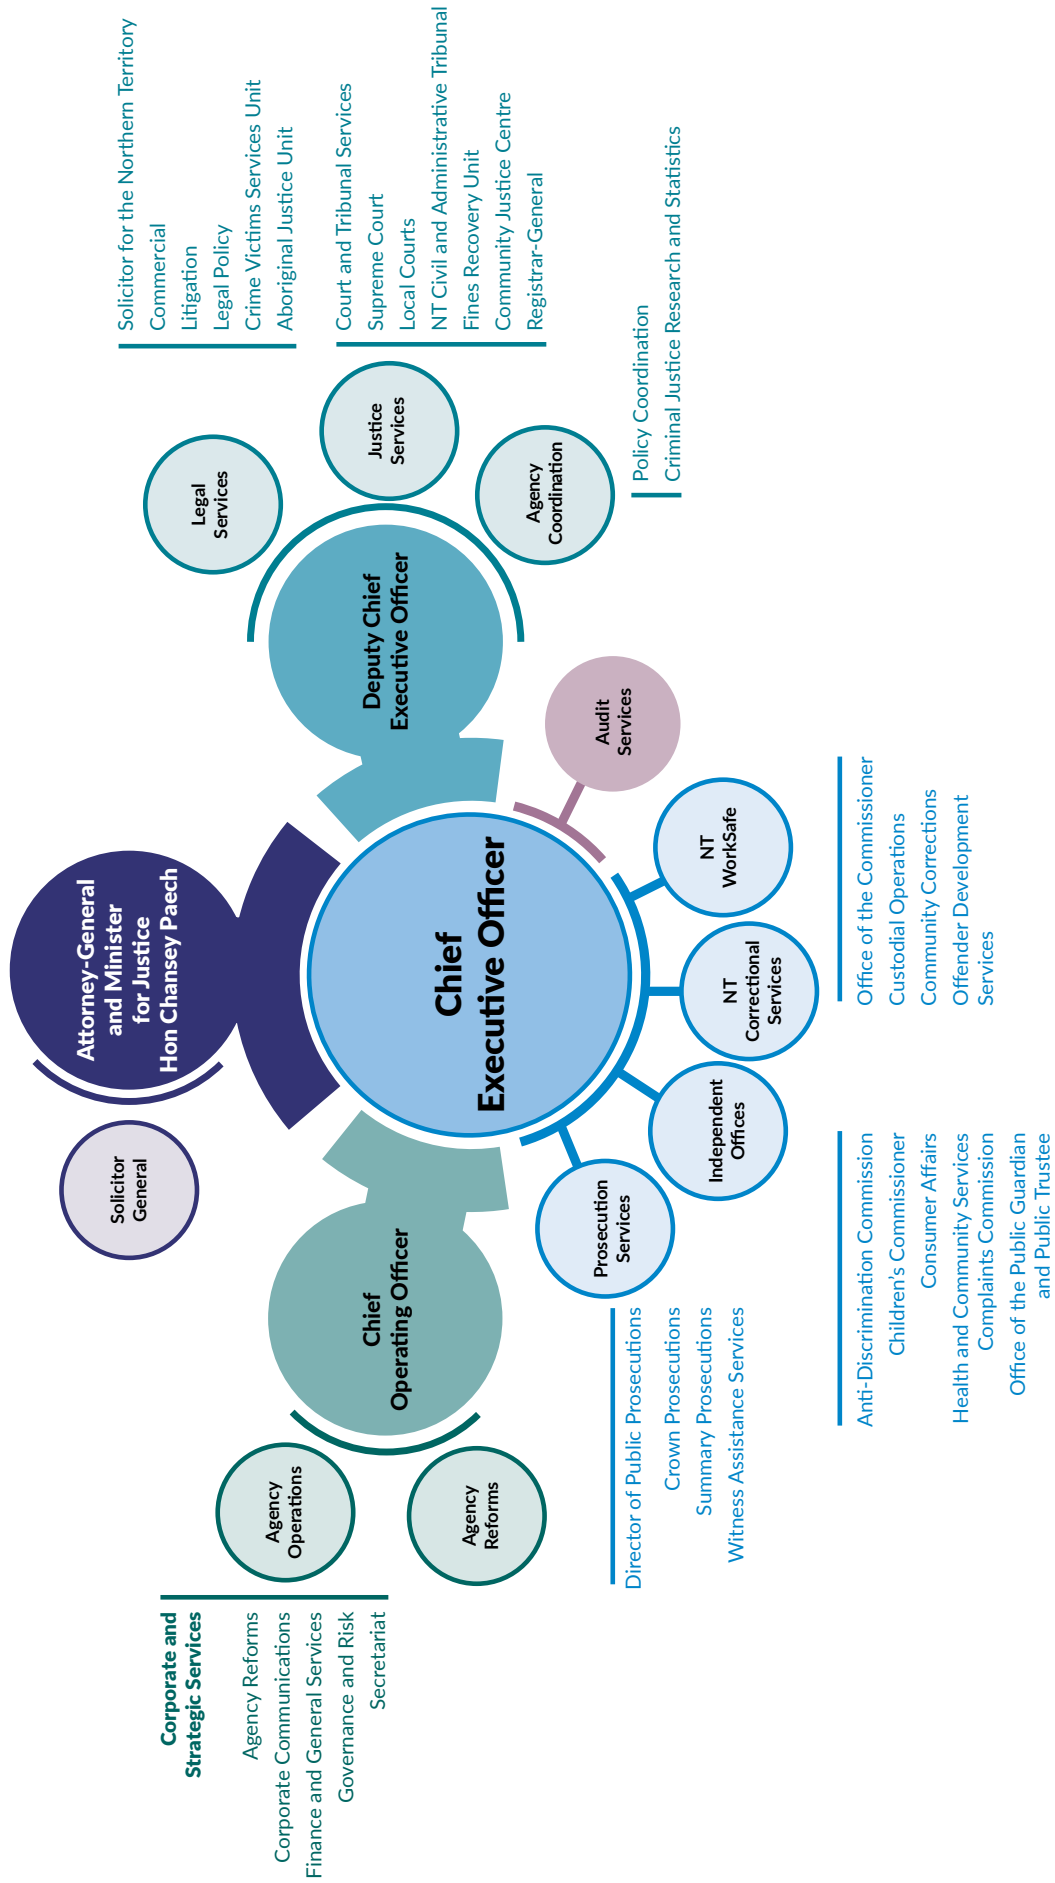 Attorney-General
and Minister
for Justice
Hon Chansey Paech
Solicitor
General
Chief
Executive Officer
Chief
Operating Officer
Agency
Operations
Agency
Reforms
Corporate and
Strategic Services
Agency Reforms
Corporate Communications
Finance and General Services
Governance and Risk
Secretariat
Deputy Chief
Executive Officer
Legal
Services
Solicitor for the Northern Territory
Commercial
Litigation
Legal Policy
Crime Victims Services Unit
Aboriginal Justice Unit
Justice
Services
Court and Tribunal Services
Supreme Court
Local Courts
NT Civil and Administrative Tribunal
Fines Recovery Unit
Community Justice Centre
Registrar-General
Agency
Coordination
Policy Coordination
Criminal Justice Research and Statistics
Prosecution
Services
Director of Public Prosecutions
Crown Prosecutions
Summary Prosecutions
Witness Assistance Services
Independent
Offices
Anti-Discrimination Commission
Children's Commissioner
Consumer Affairs
Health and Community Services
Complaints Commission
Office of the Public Guardian
and Public Trustee
NT
Correctional
Services
Office of the Commissioner
Custodial Operations
Community Corrections
Offender Development
Services
NT
WorkSafe
Audit
Services